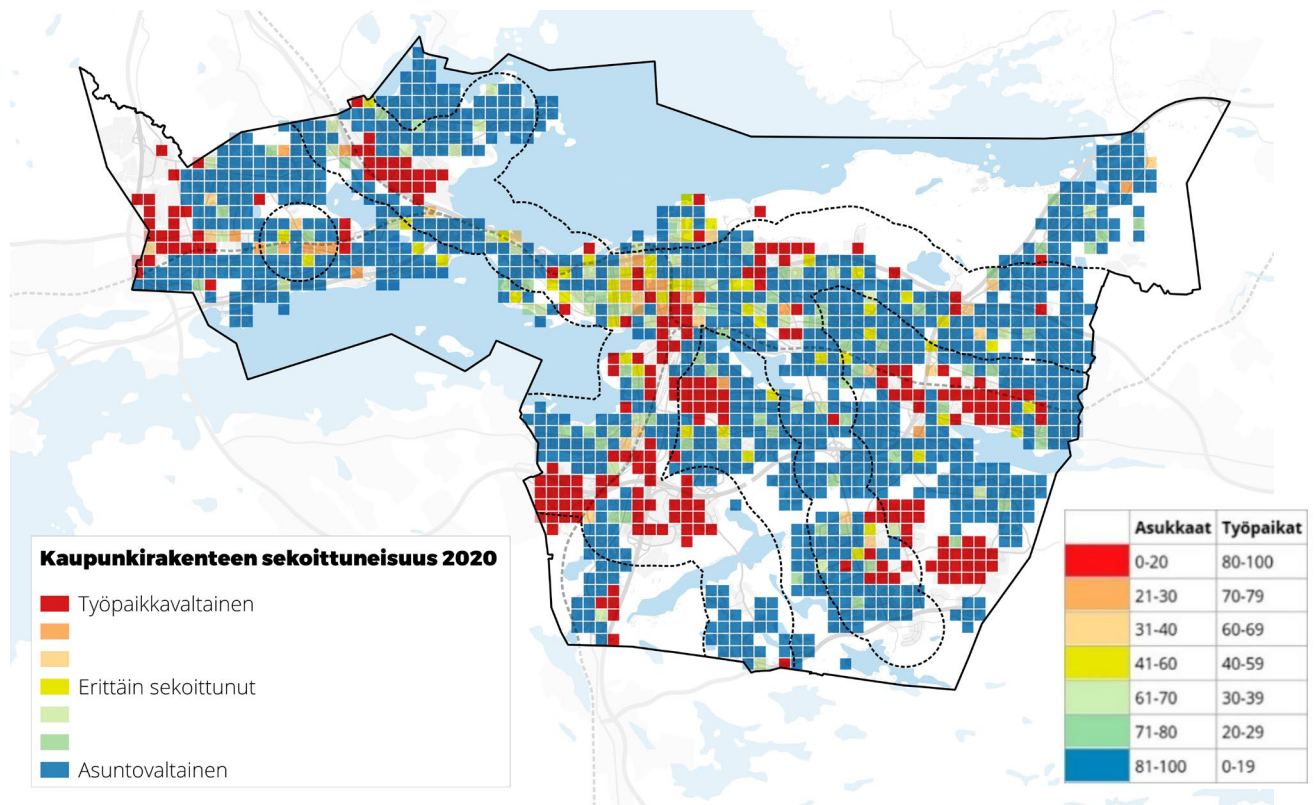 Kaupunkirakenteen sekoittuneisuus 2020
Työpaikkavaltainen
Erittäin sekoittunut
Asuntovaltainen
Asukkaat Työpaikat
0-20 80-100
21-30 70-79
31-40 60-69
41-60 40-59
61-70 30-39
71-80 20-29
81-100 0-19